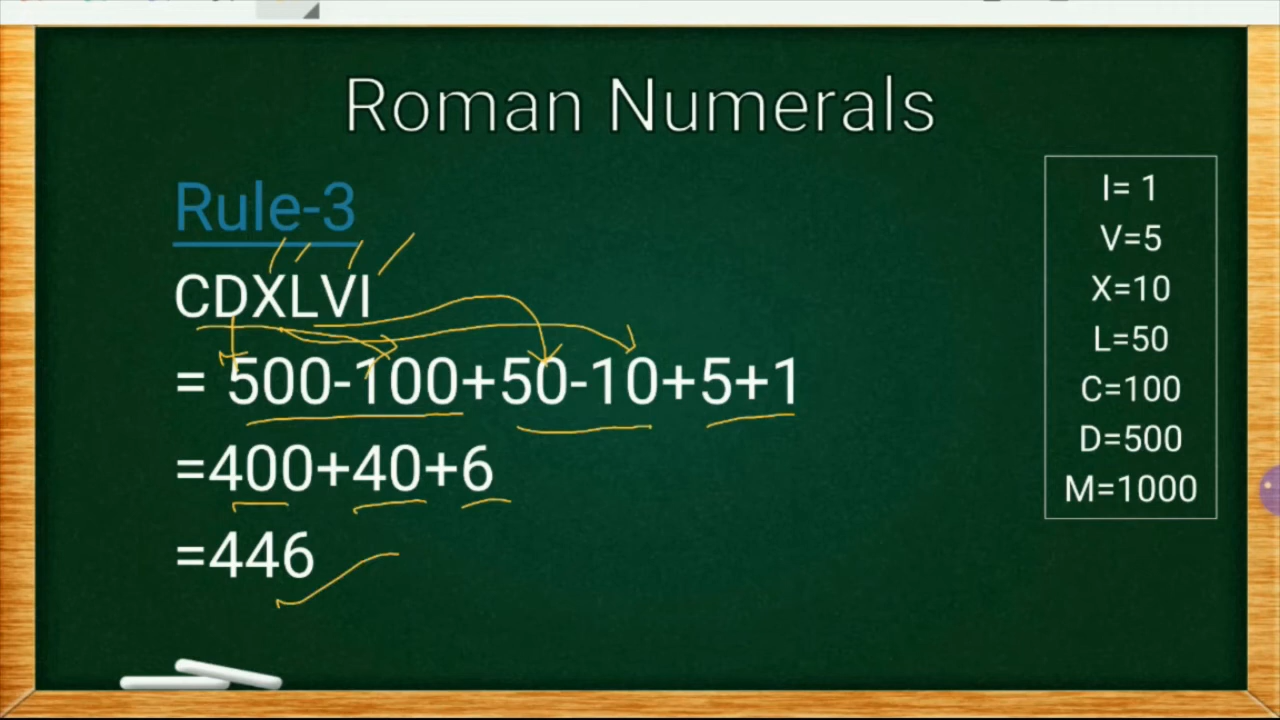 Roman Numerals
Rule-3
CDXLVI
= 500-100+50-10+5+1
=400+40+6
=446
I= 1
V=5
X=10
L=50
C=100
D=500
M=1000